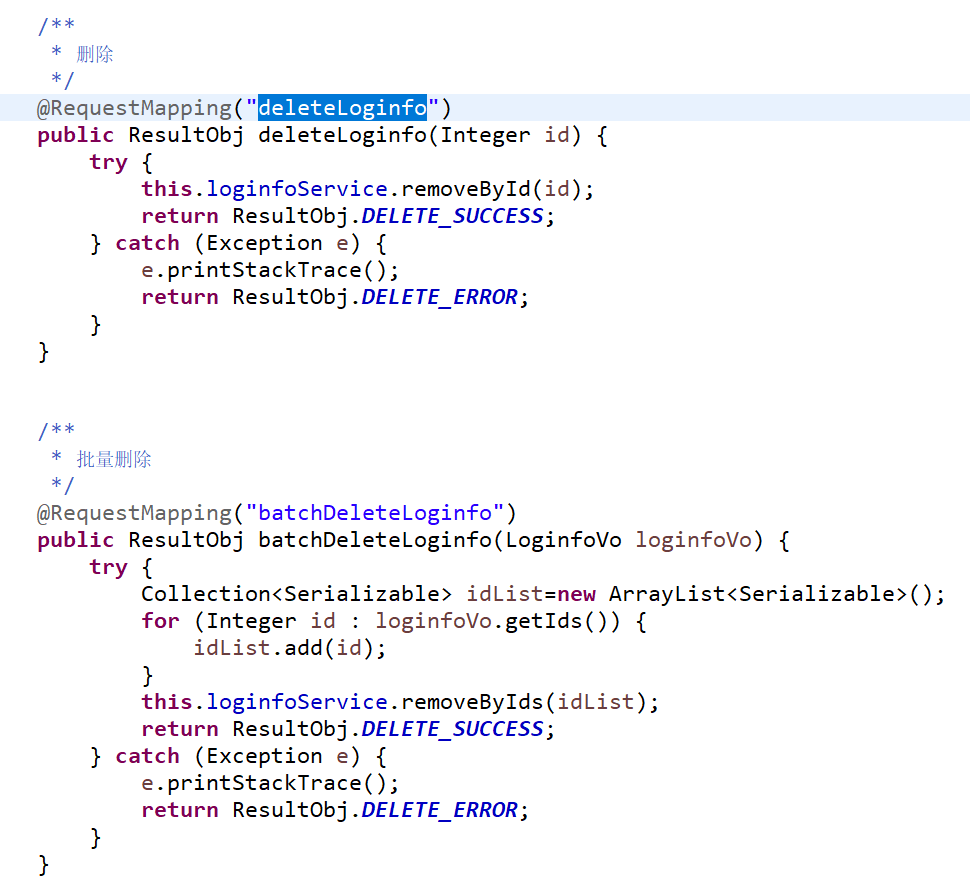 /**
 * 删除
 */
@RequestMapping("deleteLoginfo")
public ResultObj deleteLoginfo(Integer id) {
    try {
        this.loginfoService.removeById(id);
        return ResultObj.DELETE_SUCCESS;
    } catch (Exception e) {
        e.printStackTrace();
        return ResultObj.DELETE_ERROR;
    }
}
/**
 * 批量删除
 */
@RequestMapping("batchDeleteLoginfo")
public ResultObj batchDeleteLoginfo(LoginfoVo loginfoVo) {
    try {
        Collection<Serializable> idList=new ArrayList<Serializable>();
        for (Integer id : loginfoVo.getIds()) {
            idList.add(id);
        }
        this.loginfoService.removeByIds(idList);
        return ResultObj.DELETE_SUCCESS;
    } catch (Exception e) {
        e.printStackTrace();
        return ResultObj.DELETE_ERROR;
    }
}